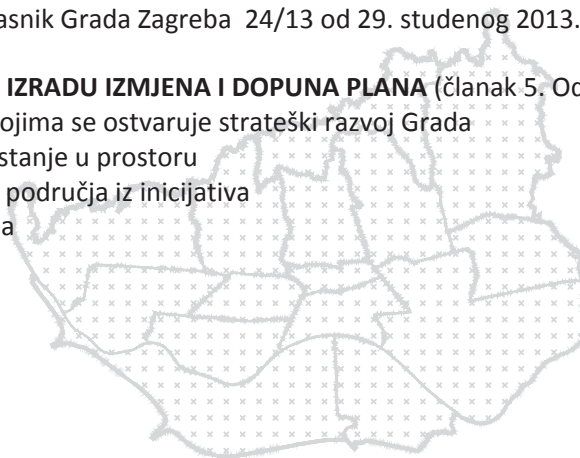 asnik Grada Zagreba 24/13 od 29. studenog 2013.
IZRADU IZMJENA I DOPUNA PLANA (članak 5. Od
ojima se ostvaruje strateški razvoj Grada
stanje u prostoru
područja iz inicijativa
a